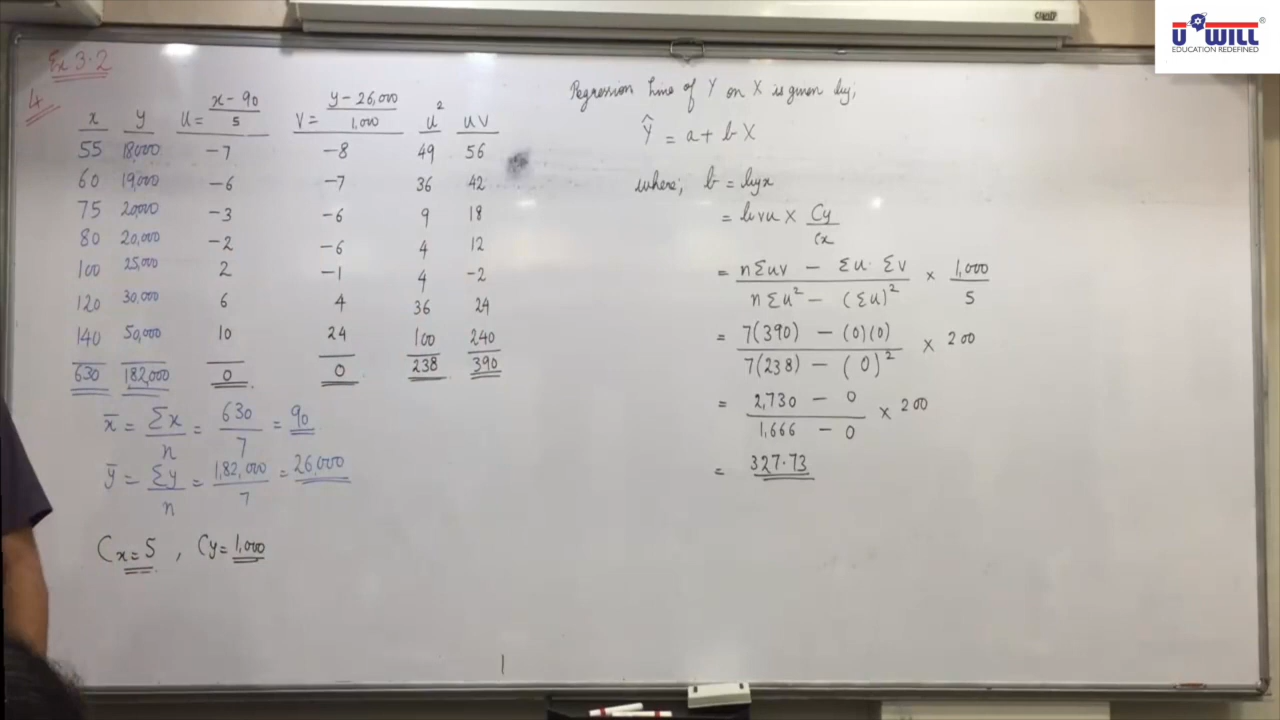 U WILL®
EDUCATION REDEFINED
Ex 3.2
4
x y U = x - 90 / 5 V = y - 26,000 / 1,000 u² uv
55 18,000 -7 -8 49 56
60 19,000 -6 -7 36 42
75 20,000 -3 -6 9 18
80 20,000 -2 -6 4 12
100 25,000 2 -1 4 -2
120 30,000 6 4 36 24
140 50,000 10 24 100 240
630 182,000 0 0 238 390
x̄ = Σx / n = 630 / 7 = 90
ȳ = Σy / n = 1,82,000 / 7 = 26,000
Cx = 5 , Cy = 1,000
Regression Line of Y on X is given by;
Ŷ = a + b X
where; b = byx
= bvu × Cy / Cx
= nΣuv - Σu · Σv / nΣu² - (Σu)² × 1,000 / 5
= 7(390) - (0)(0) / 7(238) - (0)² × 200
= 2,730 - 0 / 1,666 - 0 × 200
= 327.73